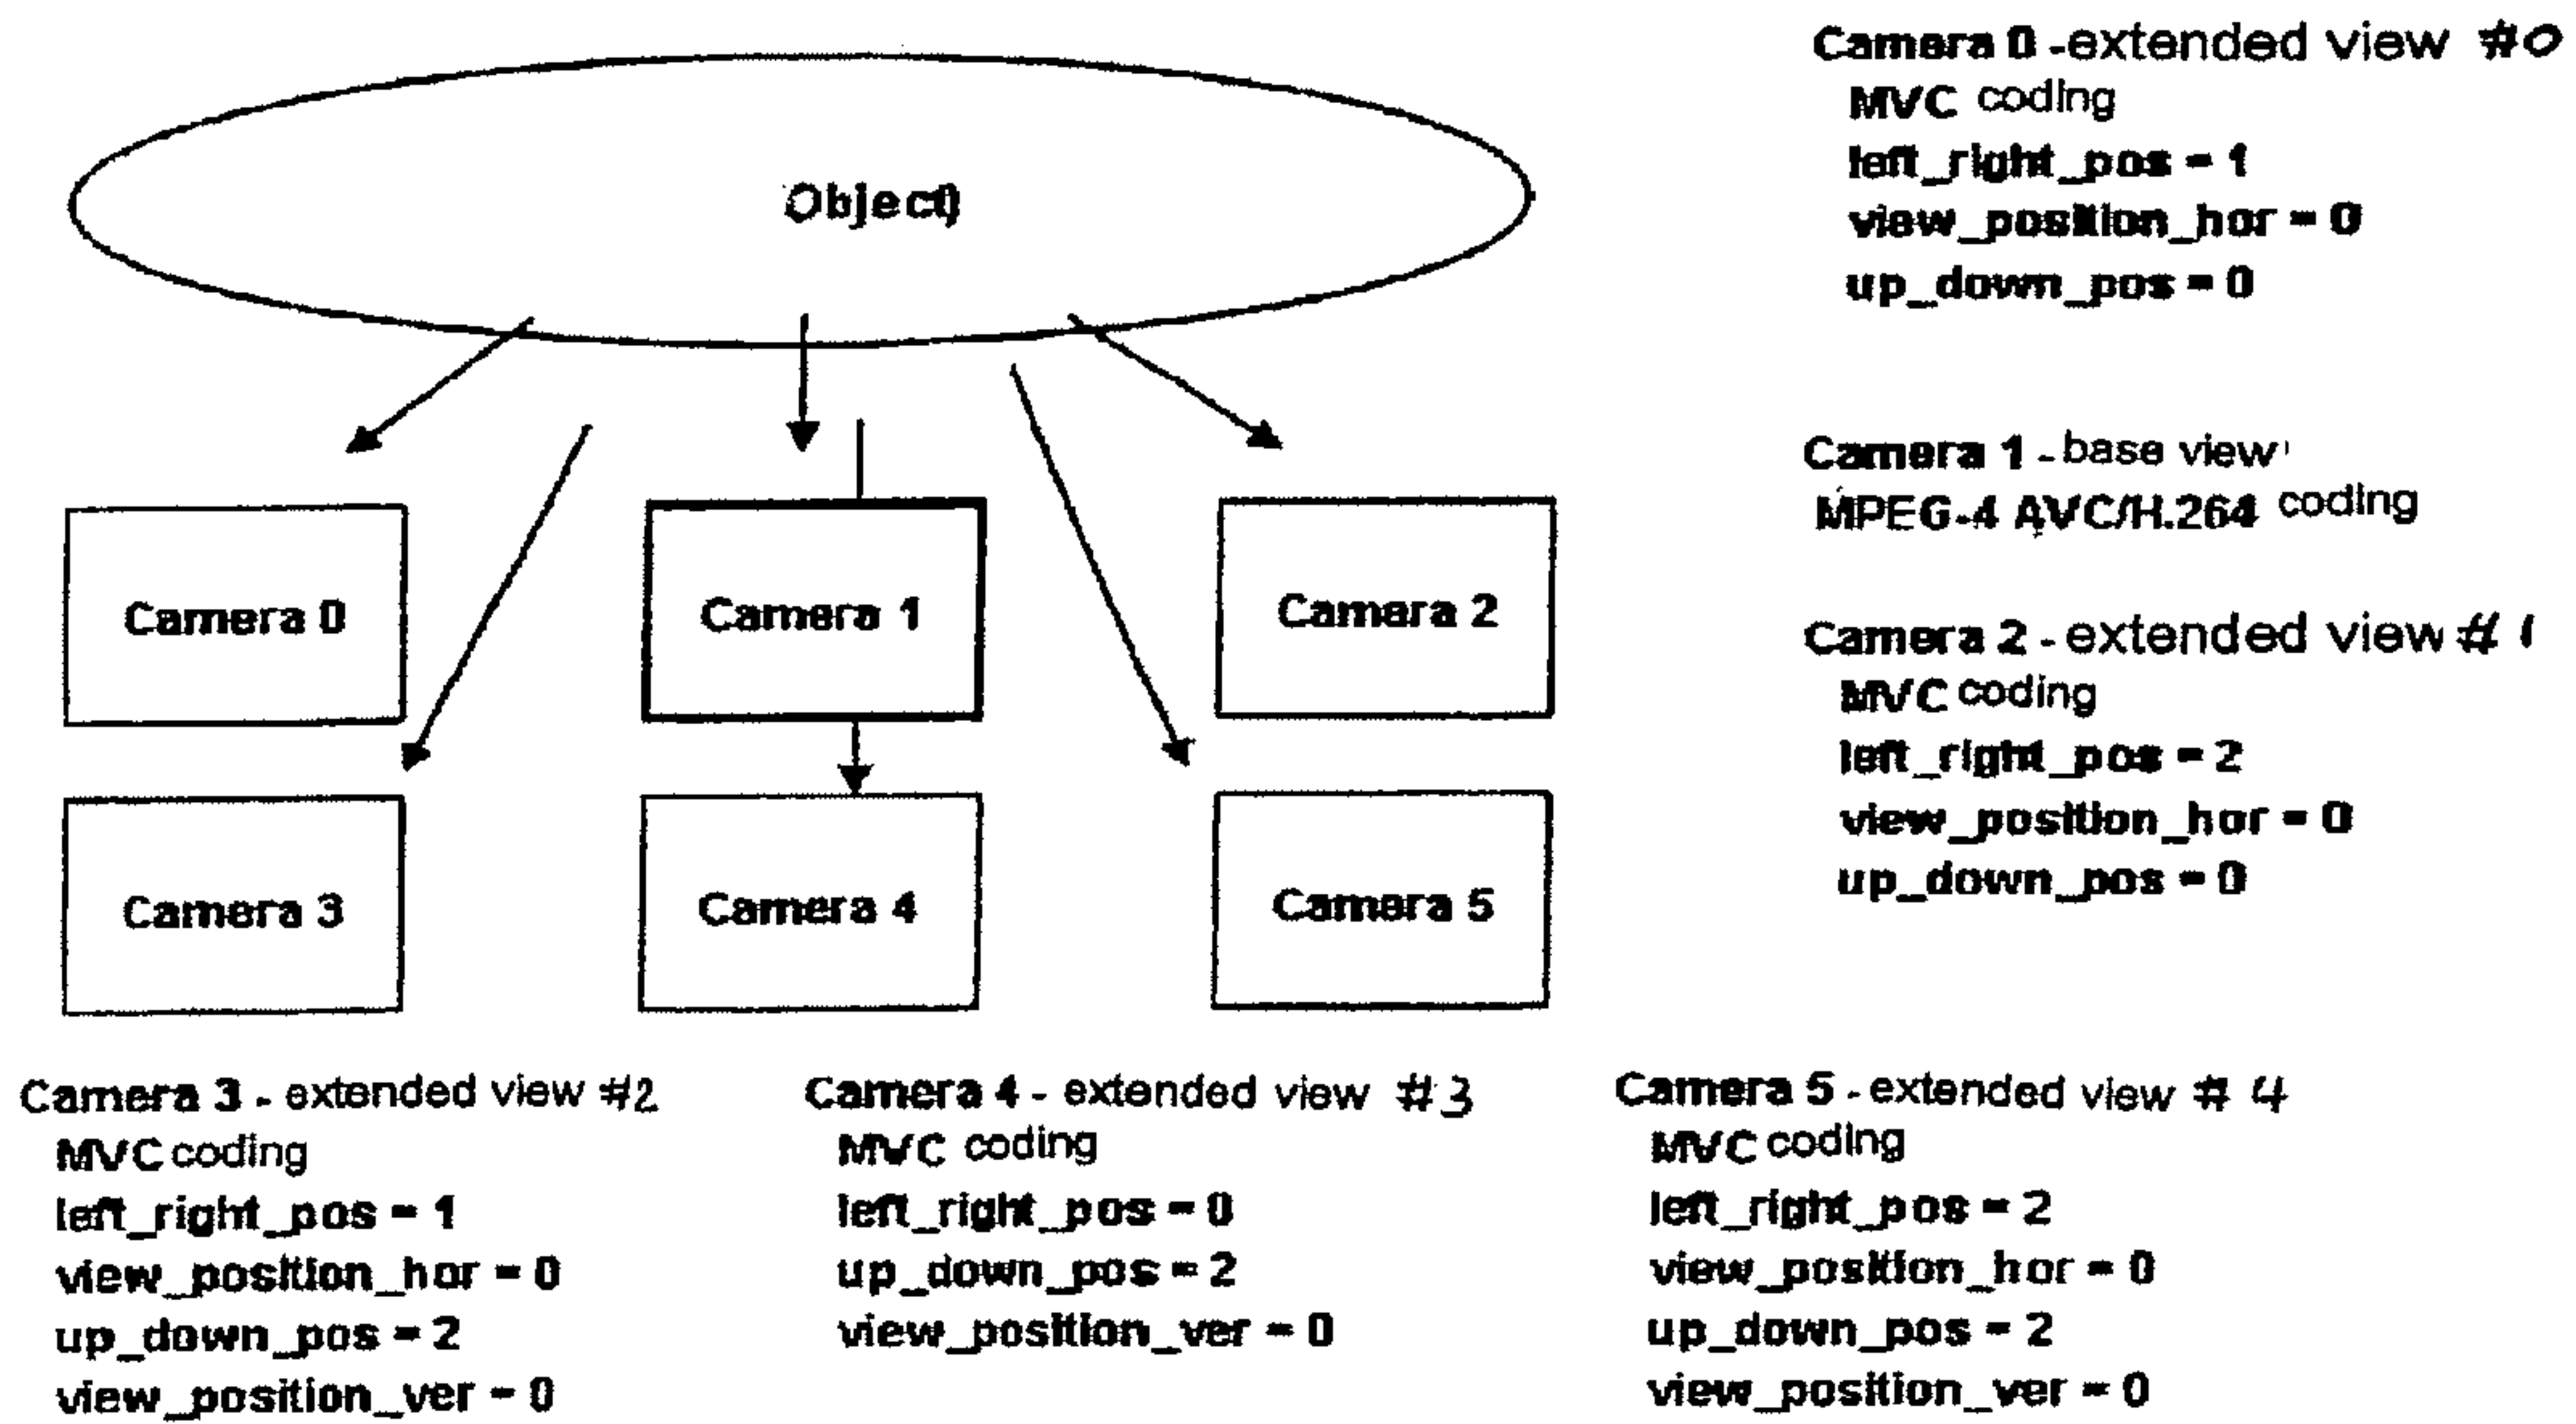 Camera 0 - extended view #0
MVC coding
left_right_pos = 1
view_position_hor = 0
up_down_pos = 0
Object
Camera 1 - base view
MPEG-4 AVC/H.264 coding
Camera 2 - extended view # 1
MVC coding
left_right_pos = 2
view_position_hor = 0
up_down_pos = 0
Camera 0
Camera 1
Camera 2
Camera 3
Camera 4
Camera 5
Camera 3 - extended view #2
MVC coding
left_right_pos = 1
view_position_hor = 0
up_down_pos = 2
view_position_ver = 0
Camera 4 - extended view #3
MVC coding
left_right_pos = 0
up_down_pos = 2
view_position_ver = 0
Camera 5 - extended view # 4
MVC coding
left_right_pos = 2
view_position_hor = 0
up_down_pos = 2
view_position_ver = 0